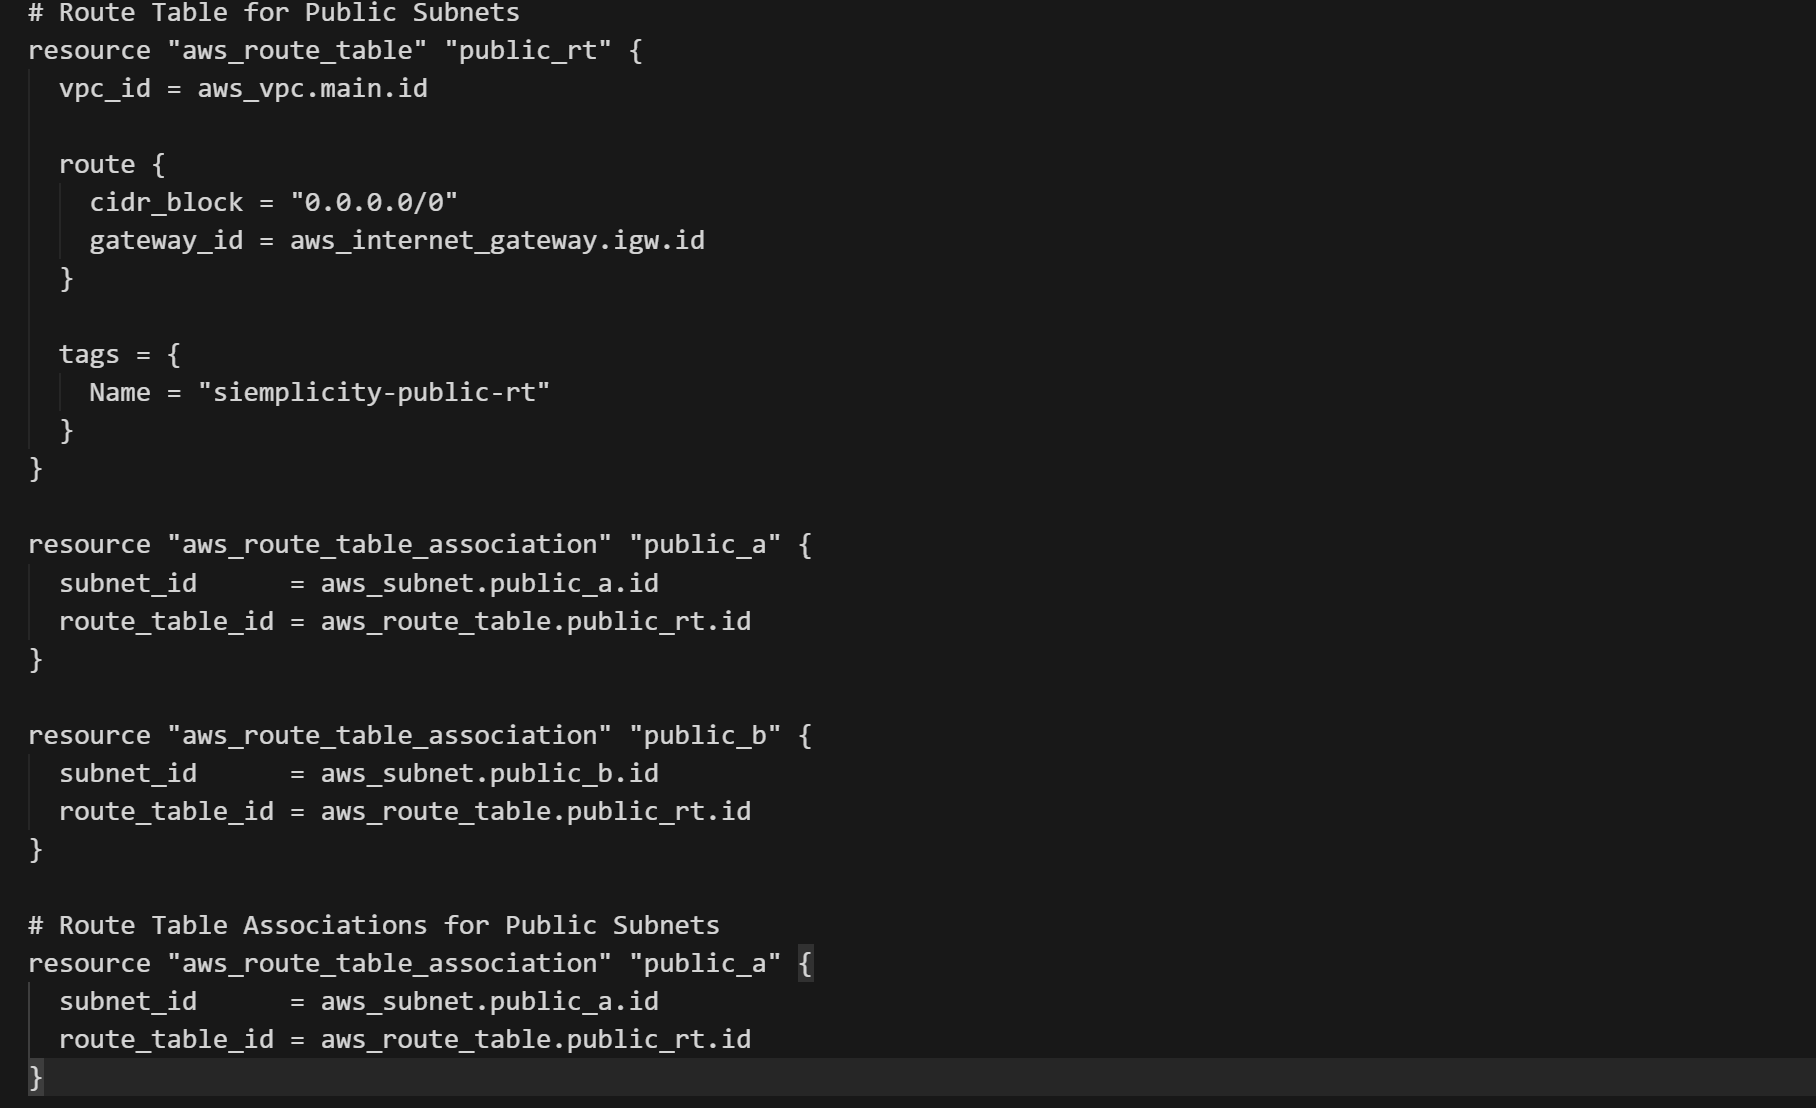 # Route Table for Public Subnets
resource "aws_route_table" "public_rt" {
  vpc_id = aws_vpc.main.id

  route {
    cidr_block = "0.0.0.0/0"
    gateway_id = aws_internet_gateway.igw.id
  }

  tags = {
    Name = "siemplicity-public-rt"
  }
}

resource "aws_route_table_association" "public_a" {
  subnet_id      = aws_subnet.public_a.id
  route_table_id = aws_route_table.public_rt.id
}

resource "aws_route_table_association" "public_b" {
  subnet_id      = aws_subnet.public_b.id
  route_table_id = aws_route_table.public_rt.id
}

# Route Table Associations for Public Subnets
resource "aws_route_table_association" "public_a" {
  subnet_id      = aws_subnet.public_a.id
  route_table_id = aws_route_table.public_rt.id
}